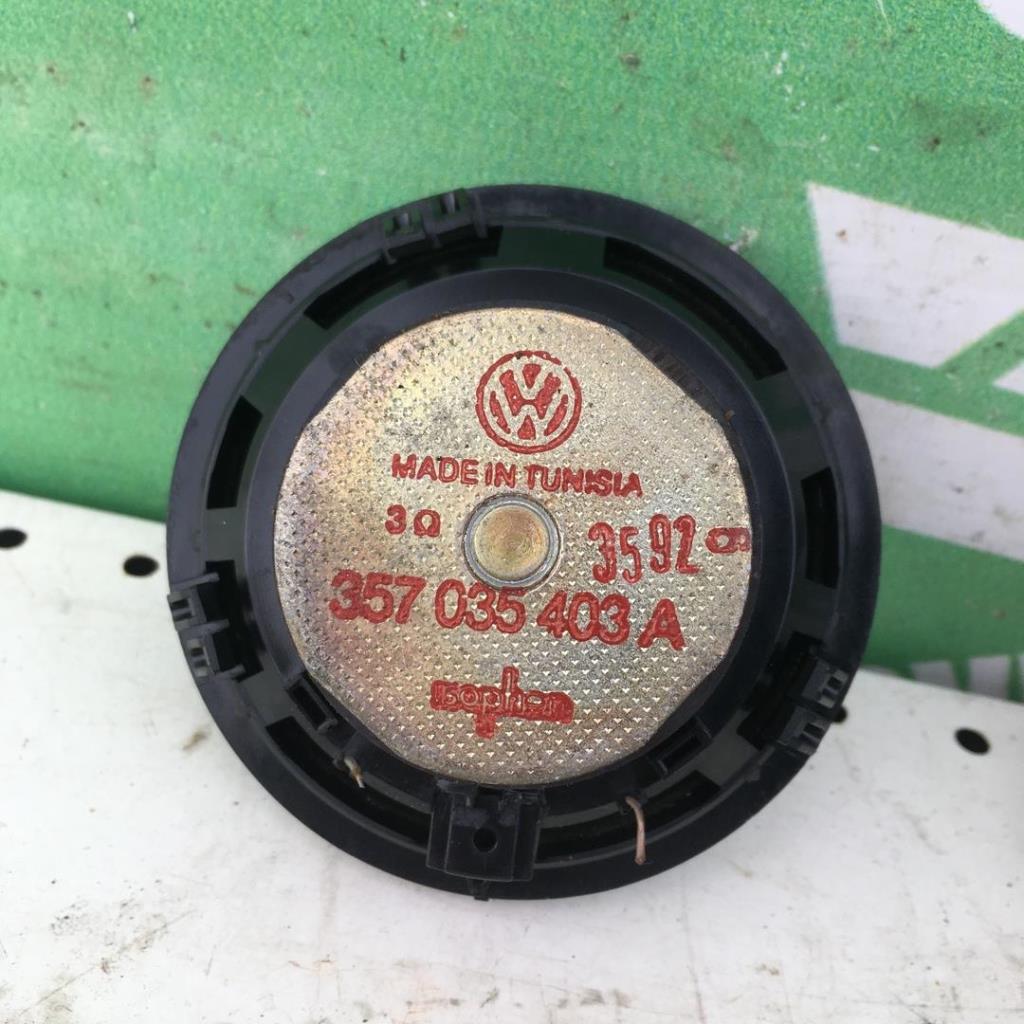 MADE IN TUNISIA
3 Ω
3592
357 035 403 A
isophon